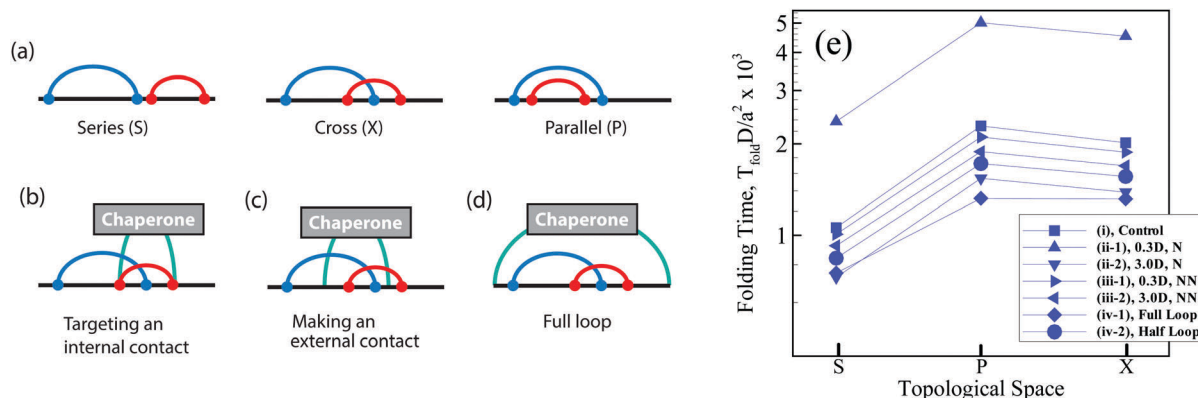 (a)
Series (S)
Cross (X)
Parallel (P)
(b)
Chaperone
Targeting an
internal contact
(c)
Chaperone
Making an
external contact
(d)
Chaperone
Full loop
(e)
Folding Time, TfoldD/a² x 10³
5
4
3
2
1
S
P
X
Topological Space
(i), Control
(ii-1), 0.3D, N
(ii-2), 3.0D, N
(iii-1), 0.3D, NN
(iii-2), 3.0D, NN
(iv-1), Full Loop
(iv-2), Half Loop